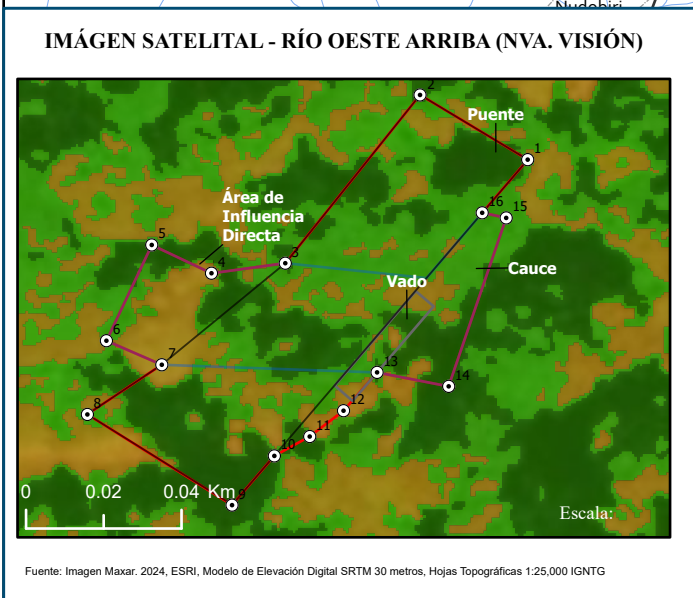 Nudobiri
IMÁGEN SATELITAL - RÍO OESTE ARRIBA (NVA. VISIÓN)
2
Puente
1
Área de
Influencia
Directa
16
15
5
3
4
Cauce
Vado
6
7
13
14
8
12
11
10
9
0 0.02 0.04 Km
Escala:
Fuente: Imagen Maxar. 2024, ESRI, Modelo de Elevación Digital SRTM 30 metros, Hojas Topográficas 1:25,000 IGNTG